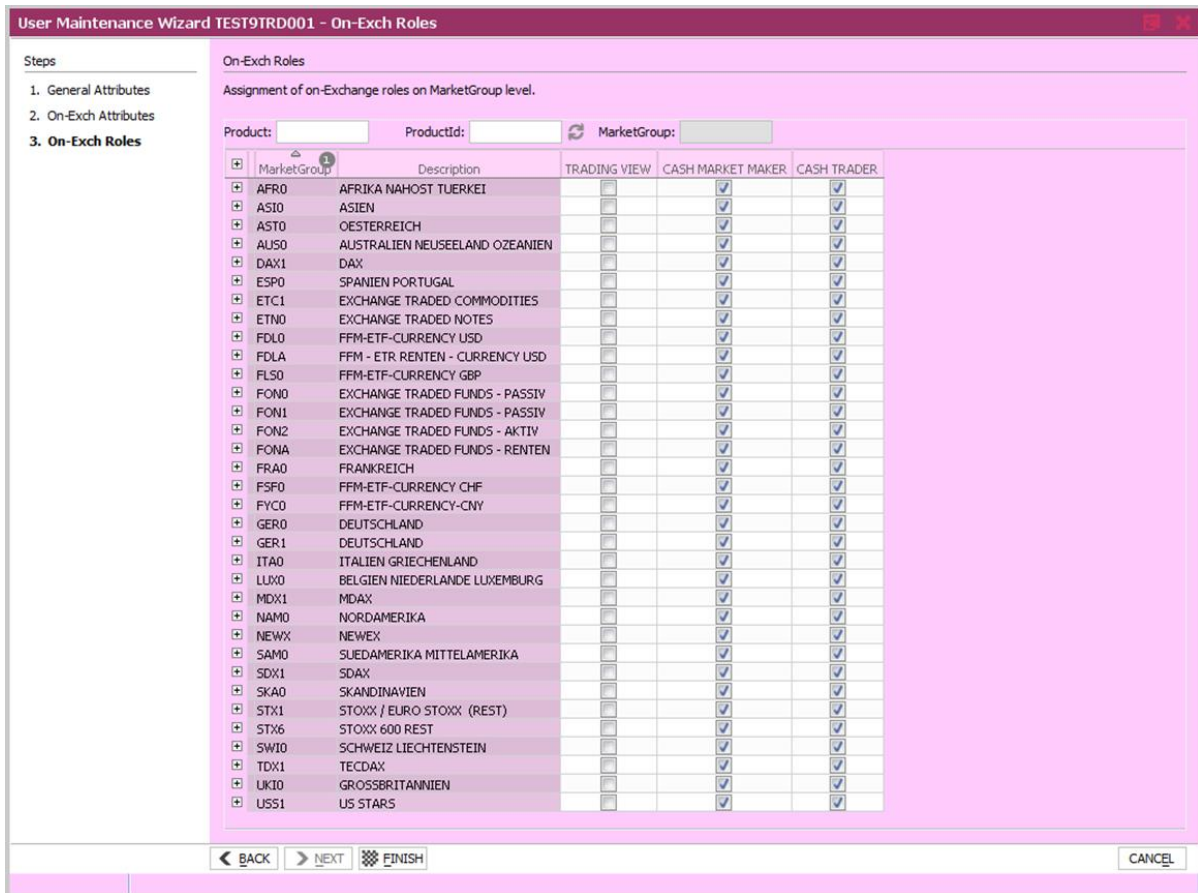 User Maintenance Wizard TEST9TRD001 - On-Exch Roles
Steps
1. General Attributes
2. On-Exch Attributes
3. On-Exch Roles
On-Exch Roles
Assignment of on-Exchange roles on MarketGroup level.
Product: ProductId: MarketGroup:
MarketGroup 1 Description TRADING VIEW CASH MARKET MAKER CASH TRADER
AFR0 AFRIKA NAHOST TUERKEI
ASI0 ASIEN
AST0 OESTERREICH
AUS0 AUSTRALIEN NEUSEELAND OZEANIEN
DAX1 DAX
ESP0 SPANIEN PORTUGAL
ETC1 EXCHANGE TRADED COMMODITIES
ETN0 EXCHANGE TRADED NOTES
FDL0 FFM-ETF-CURRENCY USD
FDLA FFM - ETR RENTEN - CURRENCY USD
FLS0 FFM-ETF-CURRENCY GBP
FON0 EXCHANGE TRADED FUNDS - PASSIV
FON1 EXCHANGE TRADED FUNDS - PASSIV
FON2 EXCHANGE TRADED FUNDS - AKTIV
FONA EXCHANGE TRADED FUNDS - RENTEN
FRA0 FRANKREICH
FSF0 FFM-ETF-CURRENCY CHF
FYC0 FFM-ETF-CURRENCY-CNY
GER0 DEUTSCHLAND
GER1 DEUTSCHLAND
ITA0 ITALIEN GRIECHENLAND
LUX0 BELGIEN NIEDERLANDE LUXEMBURG
MDX1 MDAX
NAM0 NORDAMERIKA
NEWX NEWEX
SAM0 SUEDAMERIKA MITTELAMERIKA
SDX1 SDAX
SKA0 SKANDINAVIEN
STX1 STOXX / EURO STOXX (REST)
STX6 STOXX 600 REST
SWI0 SCHWEIZ LIECHTENSTEIN
TDX1 TECDAX
UKI0 GROSSBRITANNIEN
USS1 US STARS
BACK NEXT FINISH CANCEL